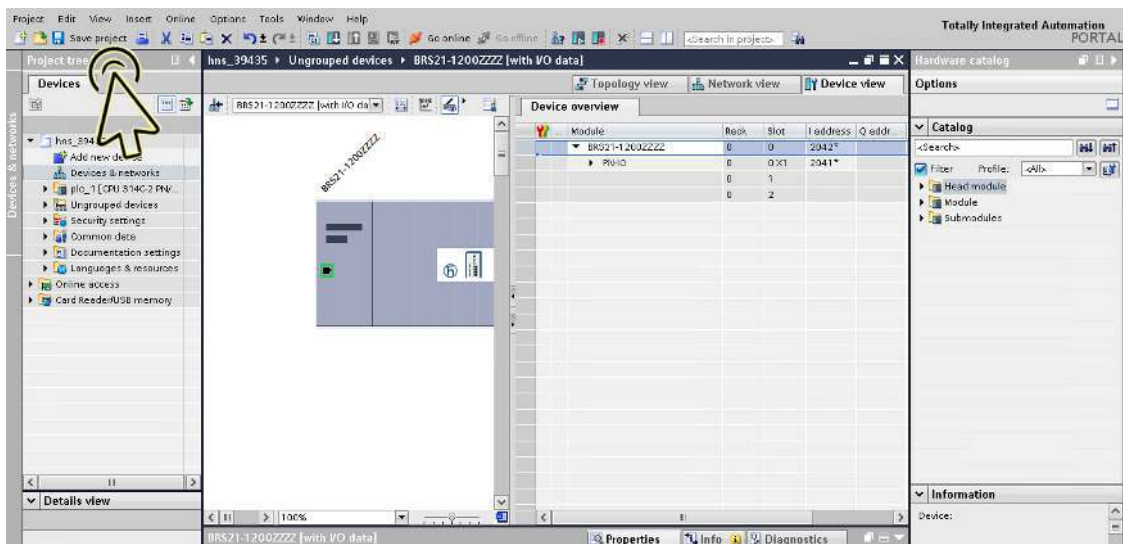 Project Edit View Insert Online Options Tools Window Help
Totally Integrated Automation
PORTAL
Save project
Go online
Go offline
<Search in project>
Project tree
hns_39435 ▸ Ungrouped devices ▸ BRS21-1200ZZZZ [with I/O data]
Hardware catalog
Devices
Topology view
Network view
Device view
Options
BRS21-1200ZZZZ [with I/O da
Device overview
Devices & networks
Module Rack Slot I address Q addr...
Catalog
BRS21-1200ZZZZ 0 0 2042*
<Search>
Add new
PN-IO 0 0 X1 2041*
Devices & networks
0 1
Filter Profile: <All>
plc_1 [CPU 314C-2 PN/...
0 2
Head module
Ungrouped devices
Module
Security settings
Submodules
Common data
Documentation settings
Languages & resources
Online access
Card Reader/USB memory
BRS21-1200ZZZZ
Details view
Information
100%
Device:
BRS21-1200ZZZZ [with I/O data]
Properties
Info
Diagnostics